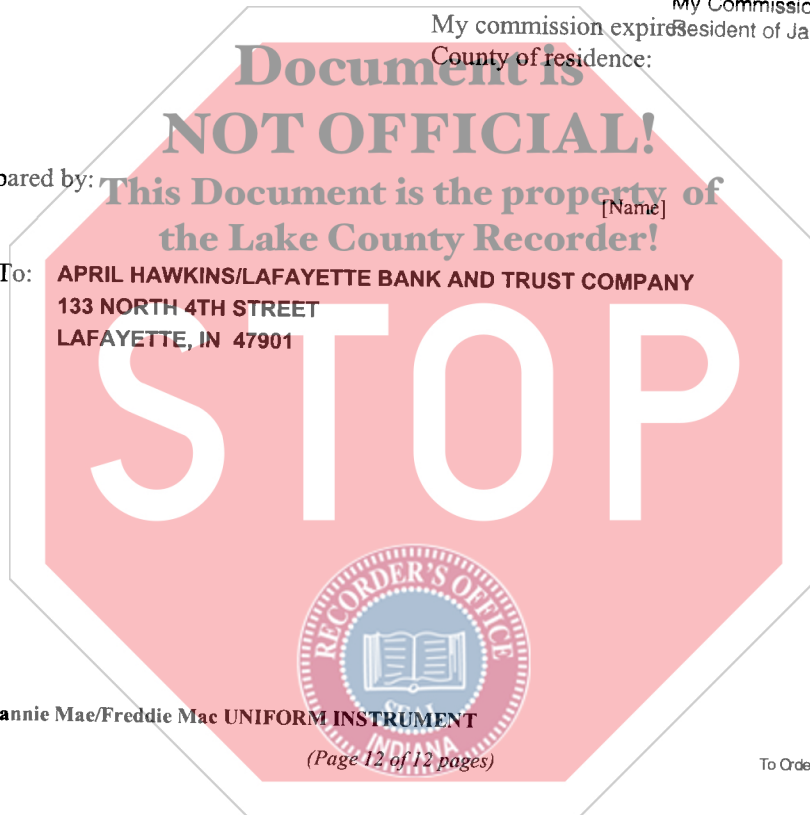 My Commissio
My commission expires
Resident of Ja
County of residence:
Document is
NOT OFFICIAL!
pared by:
This Document is the property of
[Name]
the Lake County Recorder!
To: APRIL HAWKINS/LAFAYETTE BANK AND TRUST COMPANY
133 NORTH 4TH STREET
LAFAYETTE, IN 47901
STOP
RECORDER'S OFFICE
SEAL
INDIANA
annie Mae/Freddie Mac UNIFORM INSTRUMENT
(Page 12 of 12 pages)
To Orde